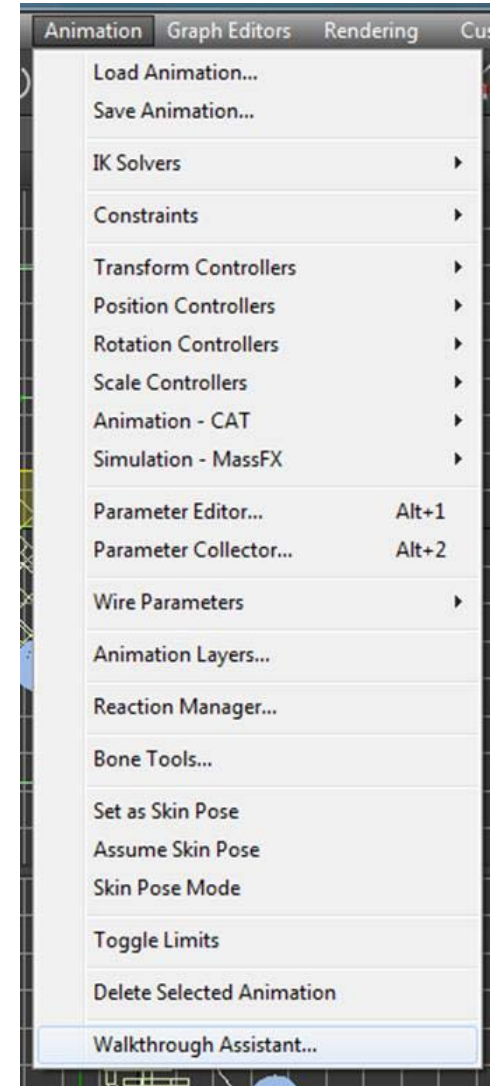 Animation Graph Editors Rendering Cus
Load Animation...
Save Animation...
IK Solvers
Constraints
Transform Controllers
Position Controllers
Rotation Controllers
Scale Controllers
Animation - CAT
Simulation - MassFX
Parameter Editor... Alt+1
Parameter Collector... Alt+2
Wire Parameters
Animation Layers...
Reaction Manager...
Bone Tools...
Set as Skin Pose
Assume Skin Pose
Skin Pose Mode
Toggle Limits
Delete Selected Animation
Walkthrough Assistant...